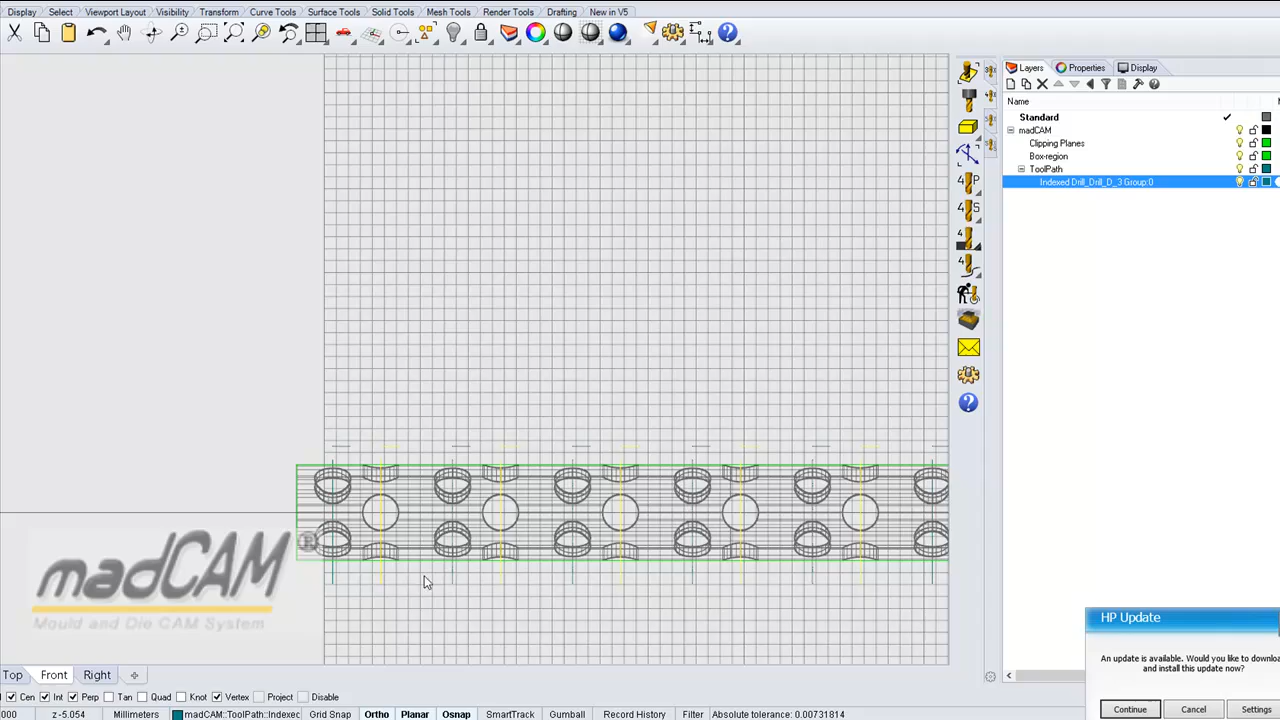 Display Select Viewport Layout Visibility Transform Curve Tools Surface Tools Solid Tools Mesh Tools Render Tools Drafting New in V5
Layers Properties Display
Name
Standard
madCAM
Clipping Planes
Box-region
ToolPath
Indexed Drill_Drill_D_3 Group:0
P
S
madCAM®
Mould and Die CAM System
HP Update
An update is available. Would you like to downloa
and install this update now?
Continue Cancel Settings
Top Front Right
Cen Int Perp Tan Quad Knot Vertex Project Disable
000 z-5.054 Millimeters madCAM::ToolPath::Indexec Grid Snap Ortho Planar Osnap SmartTrack Gumball Record History Filter Absolute tolerance: 0.00731814